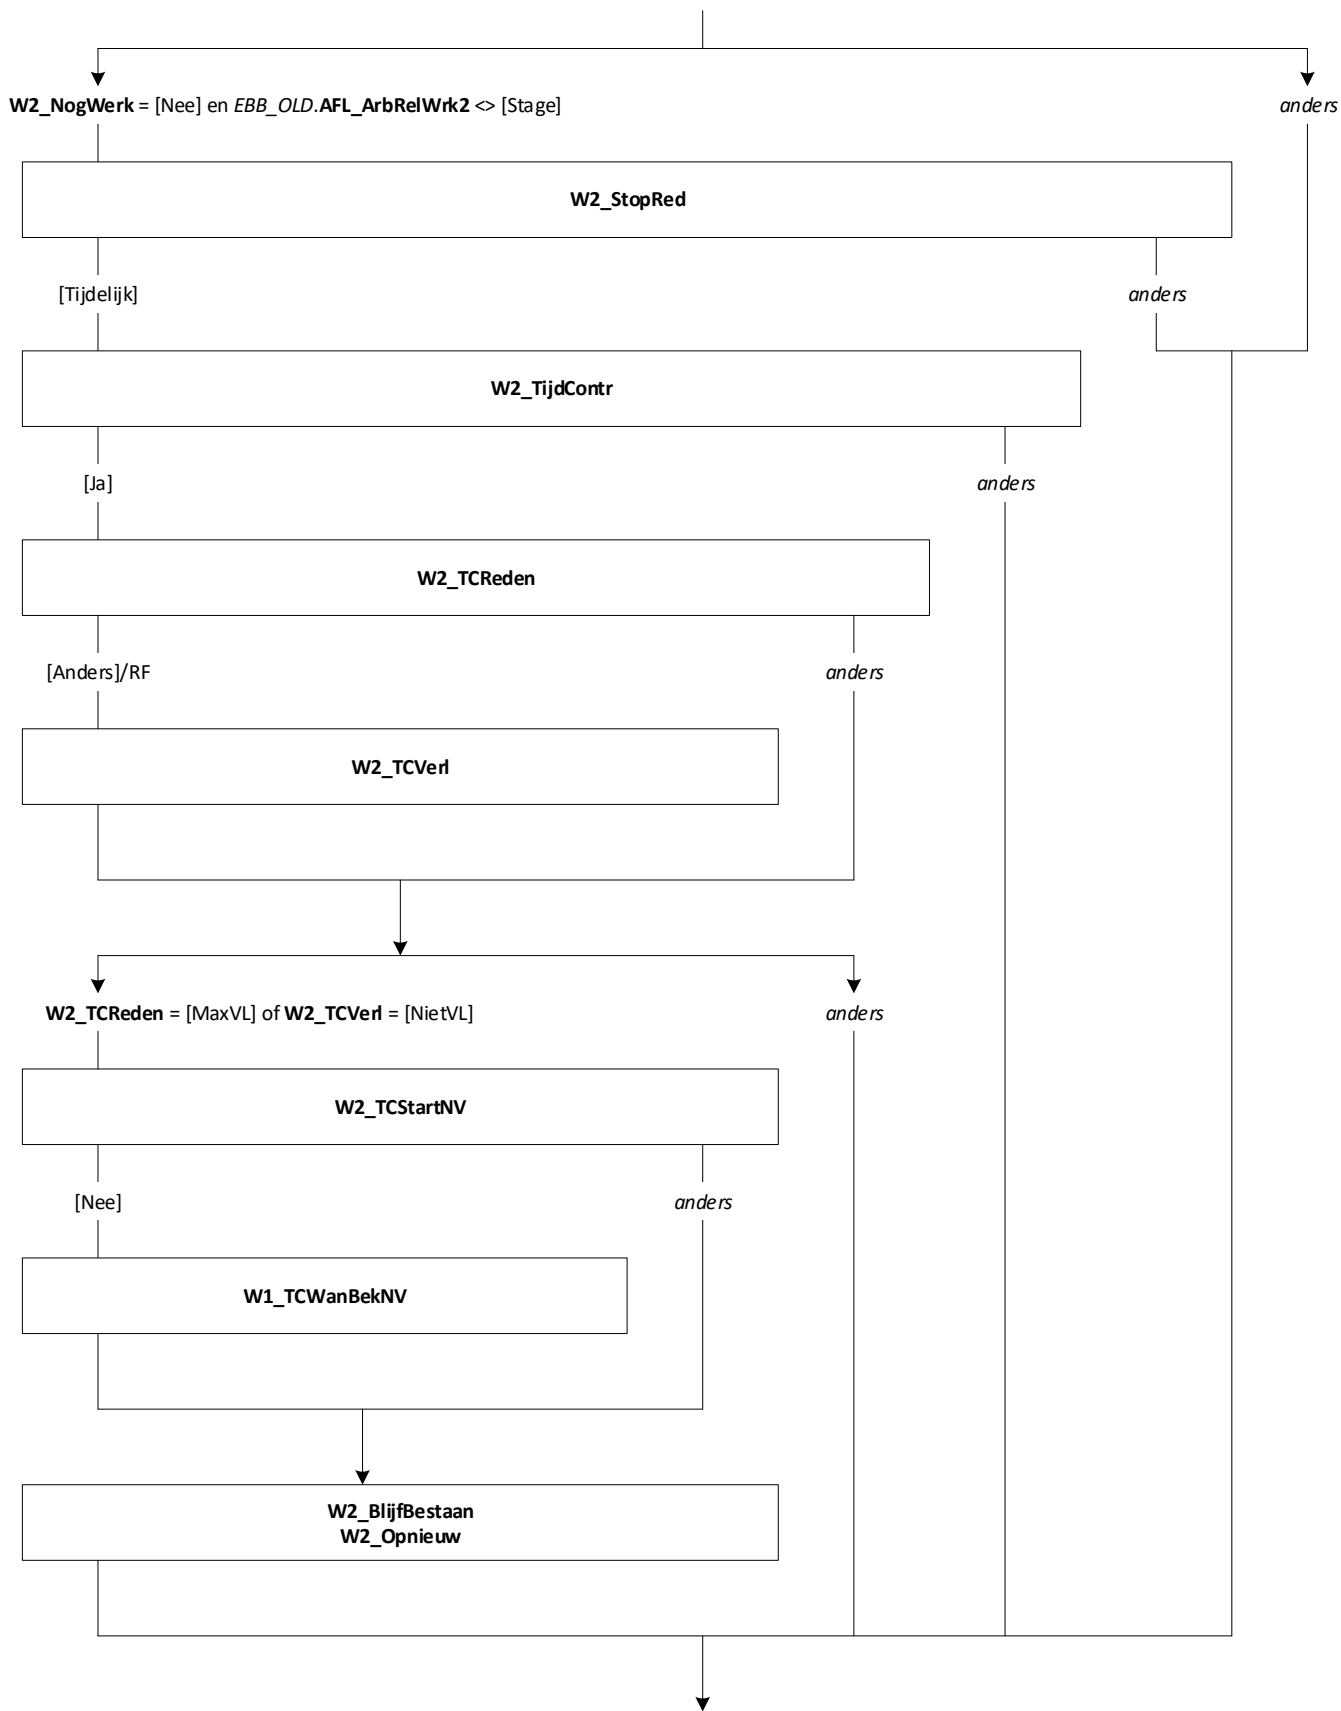 W2_NogWerk = [Nee] en EBB_OLD.AFL_ArbRelWrk2 <> [Stage]
anders
W2_StopRed
[Tijdelijk]
anders
W2_TijdContr
[Ja]
anders
W2_TCReden
[Anders]/RF
anders
W2_TCVerl
W2_TCReden = [MaxVL] of W2_TCVerl = [NietVL]
anders
W2_TCStartNV
[Nee]
anders
W1_TCWanBekNV
W2_BlijfBestaan
W2_Opnieuw